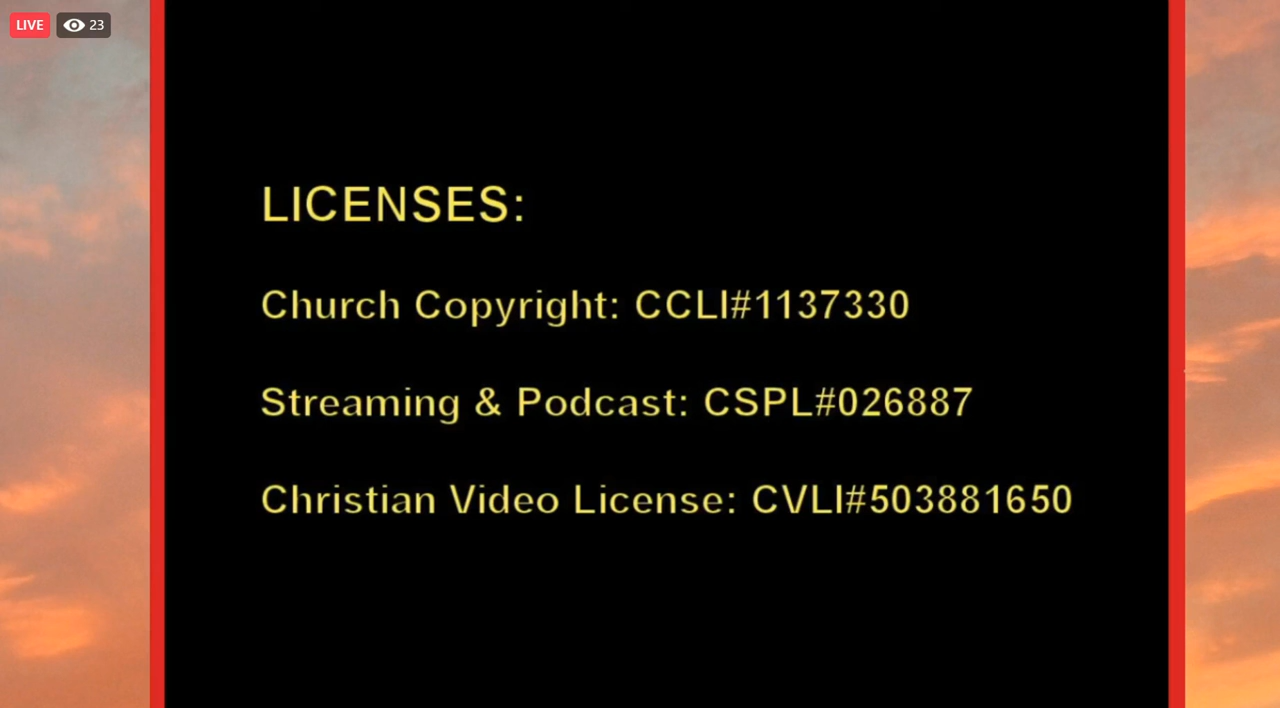 LIVE 23
LICENSES:
Church Copyright: CCLI#1137330
Streaming & Podcast: CSPL#026887
Christian Video License: CVLI#503881650